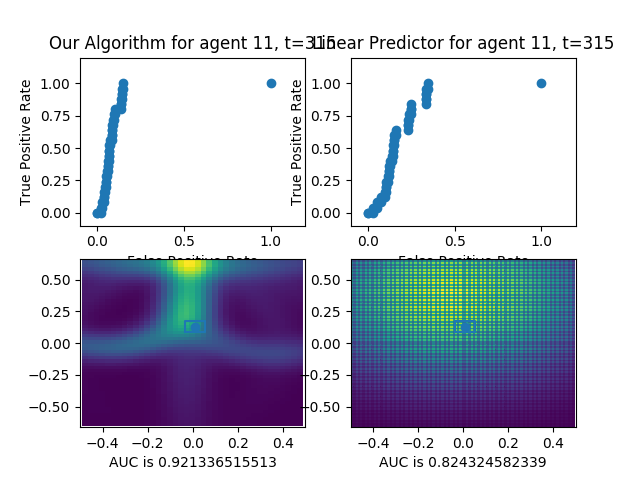 Our Algorithm for agent 11, t=315
Linear Predictor for agent 11, t=315
True Positive Rate
1.00
0.75
0.50
0.25
0.00
0.0 0.5 1.0
False Positive Rate
True Positive Rate
1.00
0.75
0.50
0.25
0.00
0.0 0.5 1.0
False Positive Rate
0.50
0.25
0.00
−0.25
−0.50
−0.4 −0.2 0.0 0.2 0.4
AUC is 0.921336515513
0.50
0.25
0.00
−0.25
−0.50
−0.4 −0.2 0.0 0.2 0.4
AUC is 0.824324582339